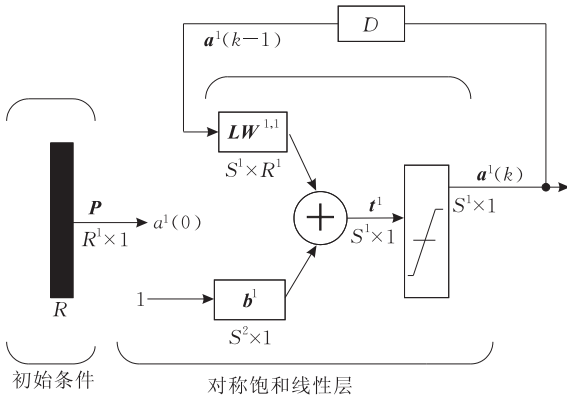 D
a¹(k−1)
LW¹,¹
S¹×R¹
a¹(k)
S¹×1
P
a¹(0)
R¹×1
t¹
S¹×1
+
1
b¹
S²×1
R
初始条件
对称饱和线性层